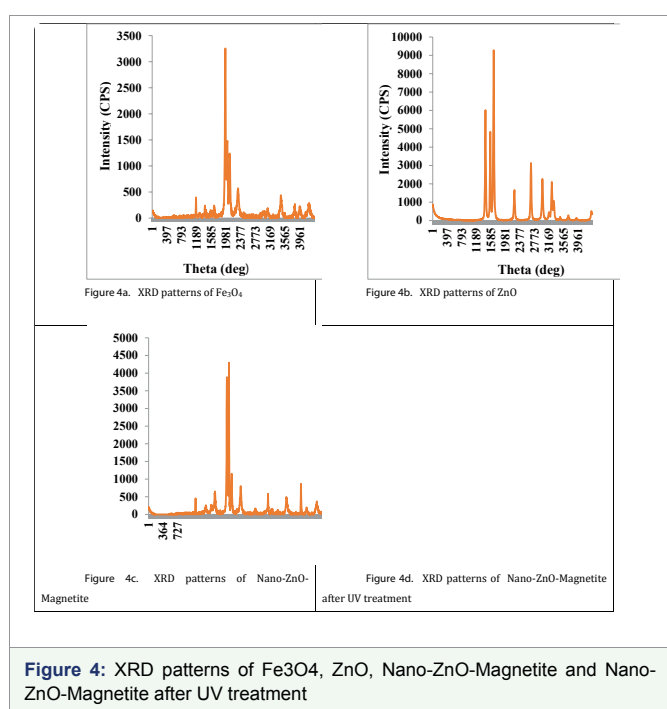 3500
3000
2500
2000
1500
1000
500
0
Intensity (CPS)
1 397 793 1189 1585 1981 2377 2773 3169 3565 3961
Theta (deg)
Figure 4a. XRD patterns of Fe₃O₄
10000
9000
8000
7000
6000
5000
4000
3000
2000
1000
0
Intensity (CPS)
1 397 793 1189 1585 1981 2377 2773 3169 3565 3961
Theta (deg)
Figure 4b. XRD patterns of ZnO
5000
4500
4000
3500
3000
2500
2000
1500
1000
500
0
1 364 727
Figure 4c. XRD patterns of Nano-ZnO-
Magnetite
Figure 4d. XRD patterns of Nano-ZnO-Magnetite
after UV treatment
Figure 4: XRD patterns of Fe3O4, ZnO, Nano-ZnO-Magnetite and Nano-
ZnO-Magnetite after UV treatment